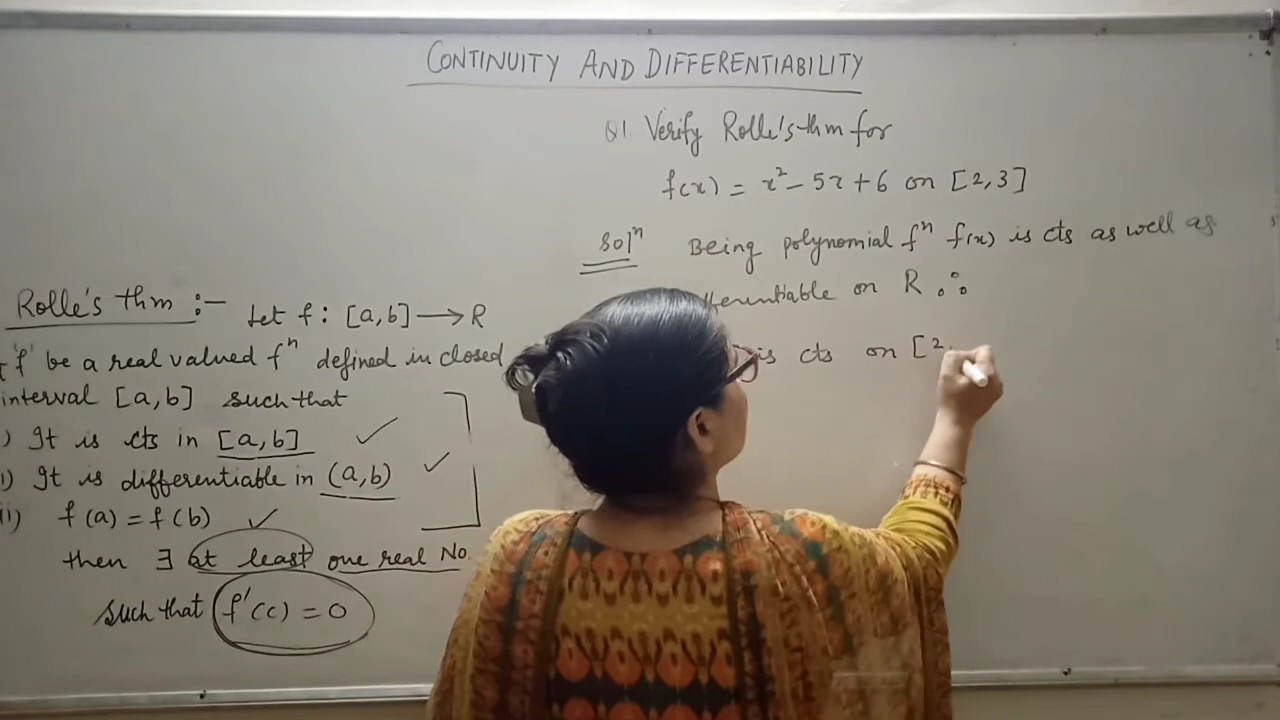 CONTINUITY AND DIFFERENTIABILITY
Q1. Verify Rolle's thm for
f(x) = x² - 5x + 6 on [2,3]
Solⁿ Being polynomial fⁿ f(x) is cts as well as
fferentiable on R ∴
is cts on [2,
Rolle's thm :- Let f : [a,b] → R
t 'f' be a real valued fⁿ defined in closed
interval [a,b] such that
) It is cts in [a,b] ✓
i) It is differentiable in (a,b) ✓
ii) f(a) = f(b) ✓
then ∃ at least one real No.
such that f'(c) = 0